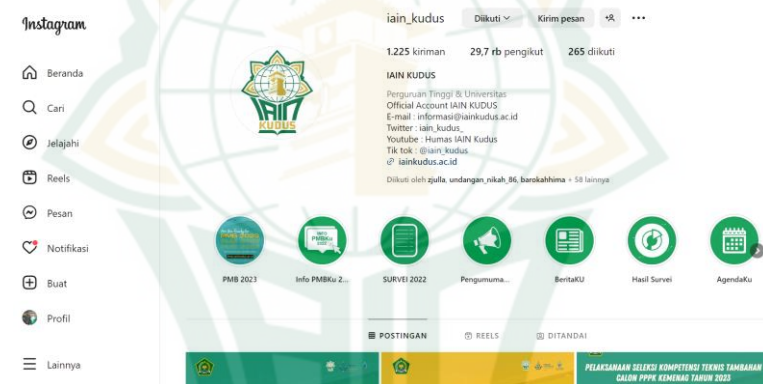 Instagram
Beranda
Cari
Jelajahi
Reels
Pesan
Notifikasi
Buat
Profil
Lainnya
iain_kudus Diikuti Kirim pesan
1.225 kiriman 29,7 rb pengikut 265 diikuti
IAIN KUDUS
Perguruan Tinggi & Universitas
Official Account IAIN KUDUS
E-mail : informasi@iainkudus.ac.id
Twitter : iain_kudus_
Youtube : Humas IAIN Kudus
Tik tok : @iain_kudus
iainkudus.ac.id
Diikuti oleh zjulla, undangan_nikah_86, barokahhima + 58 lainnya
IAIN
KUDUS
INFO
PMBKu
PMB 2023 Info PMBKu 2... SURVEI 2022 Pengumuma... BeritaKU Hasil Survei AgendaKu
POSTINGAN REELS DITANDAI
PELAKSANAAN SELEKSI KOMPETENSI TEKNIS TAMBAHAN
CALON PPPK KEMENAG TAHUN 2023